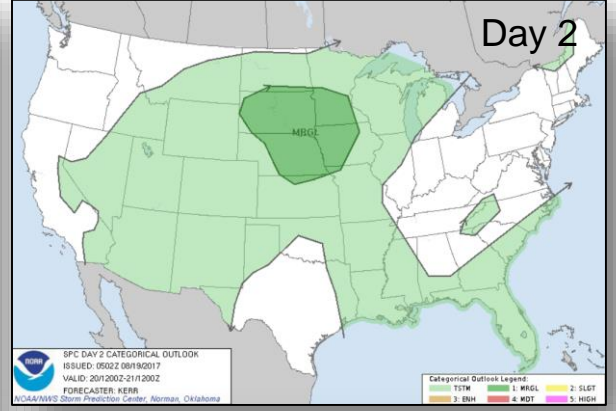 Day 2
MRGL
NOAA
SPC DAY 2 CATEGORICAL OUTLOOK
ISSUED: 0502Z 08/19/2017
VALID: 20/1200Z-21/1200Z
FORECASTER: KERR
NOAA/NWS Storm Prediction Center, Norman, Oklahoma
Categorical Outlook Legend:
TSTM 1: MRGL 2: SLGT
3: ENH 4: MDT 5: HIGH